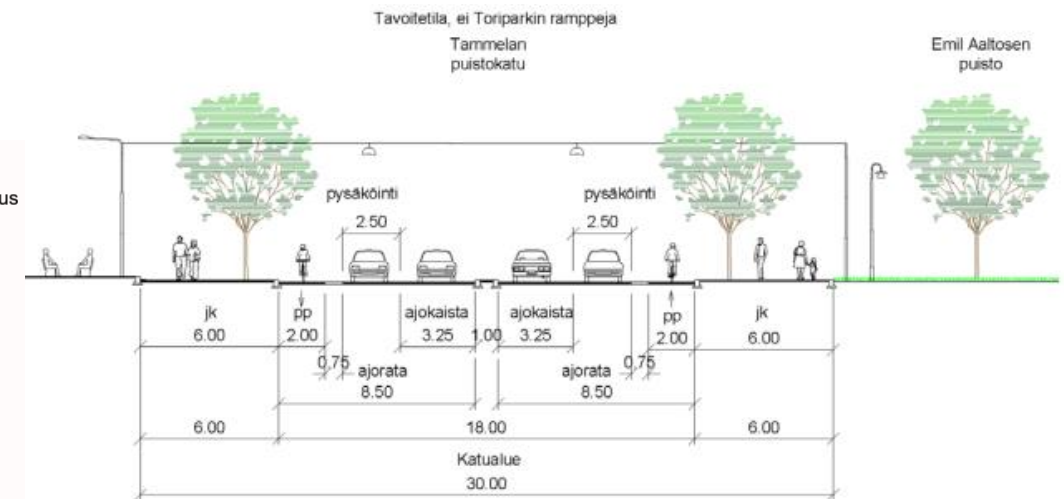 Tavoitetila, ei Toriparkin ramppeja
Tammelan
puistokatu
Emil Aaltosen
puisto
us
pysäköinti
2.50
pysäköinti
2.50
jk
6.00
pp
2.00
ajokaista
3.25
1.00
ajokaista
3.25
pp
2.00
jk
6.00
0.75
ajorata
8.50
ajorata
8.50
0.75
6.00
18.00
6.00
Katualue
30.00